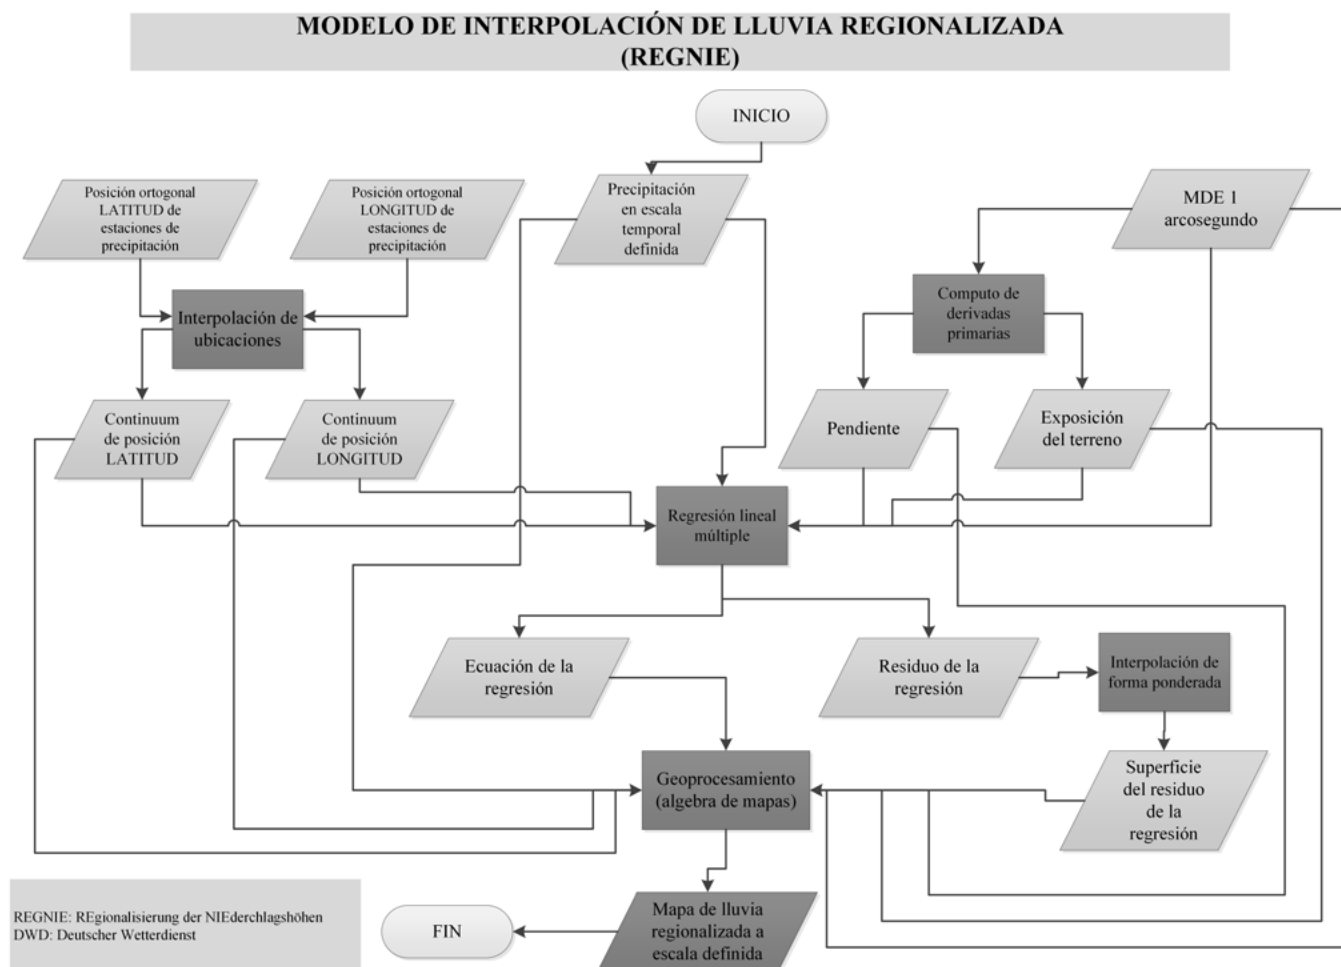 MODELO DE INTERPOLACIÓN DE LLUVIA REGIONALIZADA
(REGNIE)
INICIO
Posición ortogonal
LATITUD de
estaciones de
precipitación
Posición ortogonal
LONGITUD de
estaciones de
precipitación
Precipitación
en escala
temporal
definida
MDE 1
arcosegundo
Interpolación de
ubicaciones
Computo de
derivadas
primarias
Continuum
de posición
LATITUD
Continuum
de posición
LONGITUD
Pendiente
Exposición
del terreno
Regresión lineal
múltiple
Ecuación de la
regresión
Residuo de la
regresión
Interpolación de
forma ponderada
Geoprocesamiento
(algebra de mapas)
Superficie
del residuo
de la
regresión
REGNIE: REgionalisierung der NIEderchlagshöhen
DWD: Deutscher Wetterdienst
FIN
Mapa de lluvia
regionalizada a
escala definida